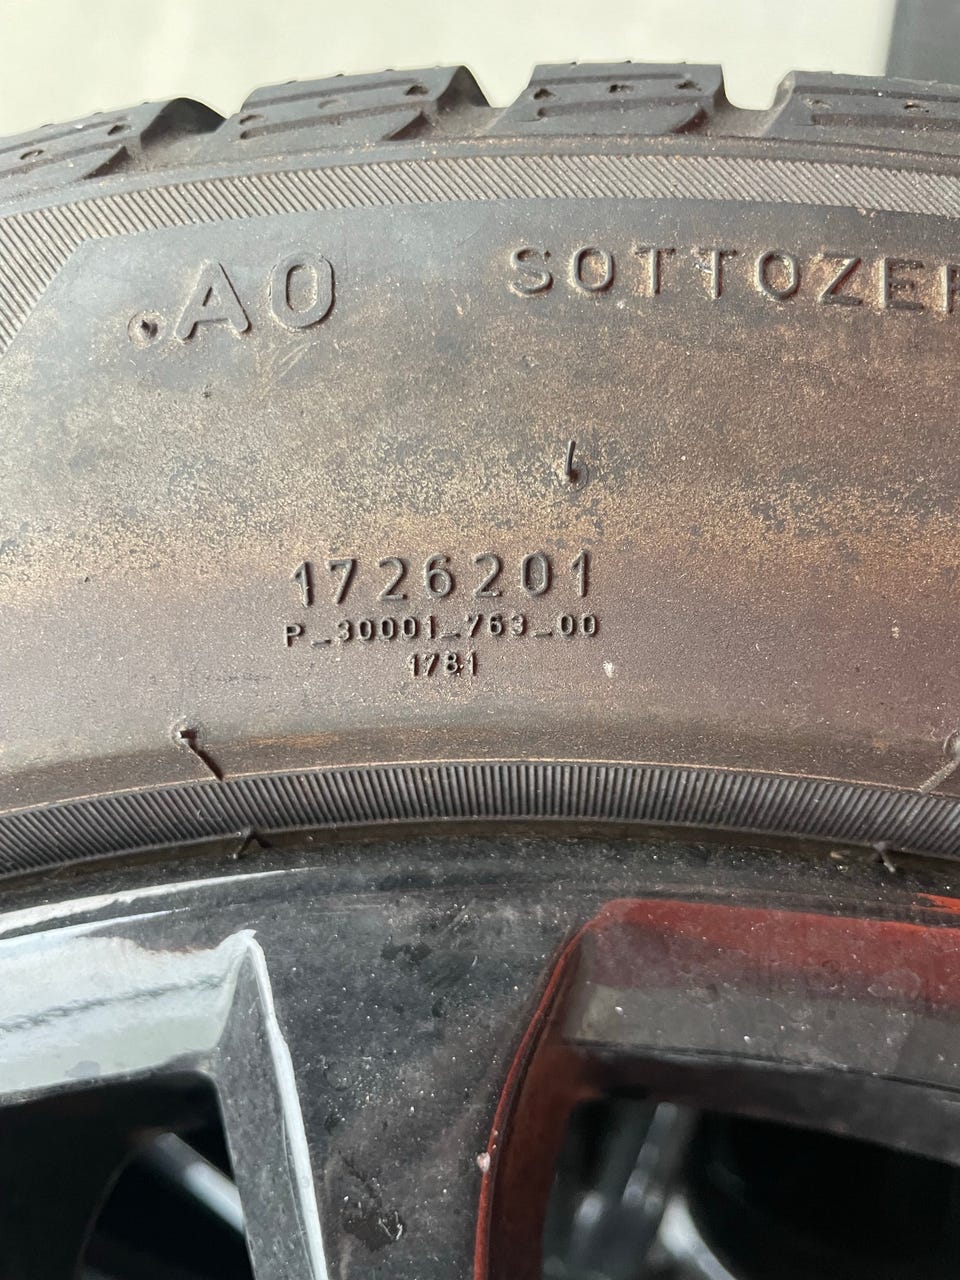 .AO
SOTTOZER
1726201
P_30001_763_00
1781